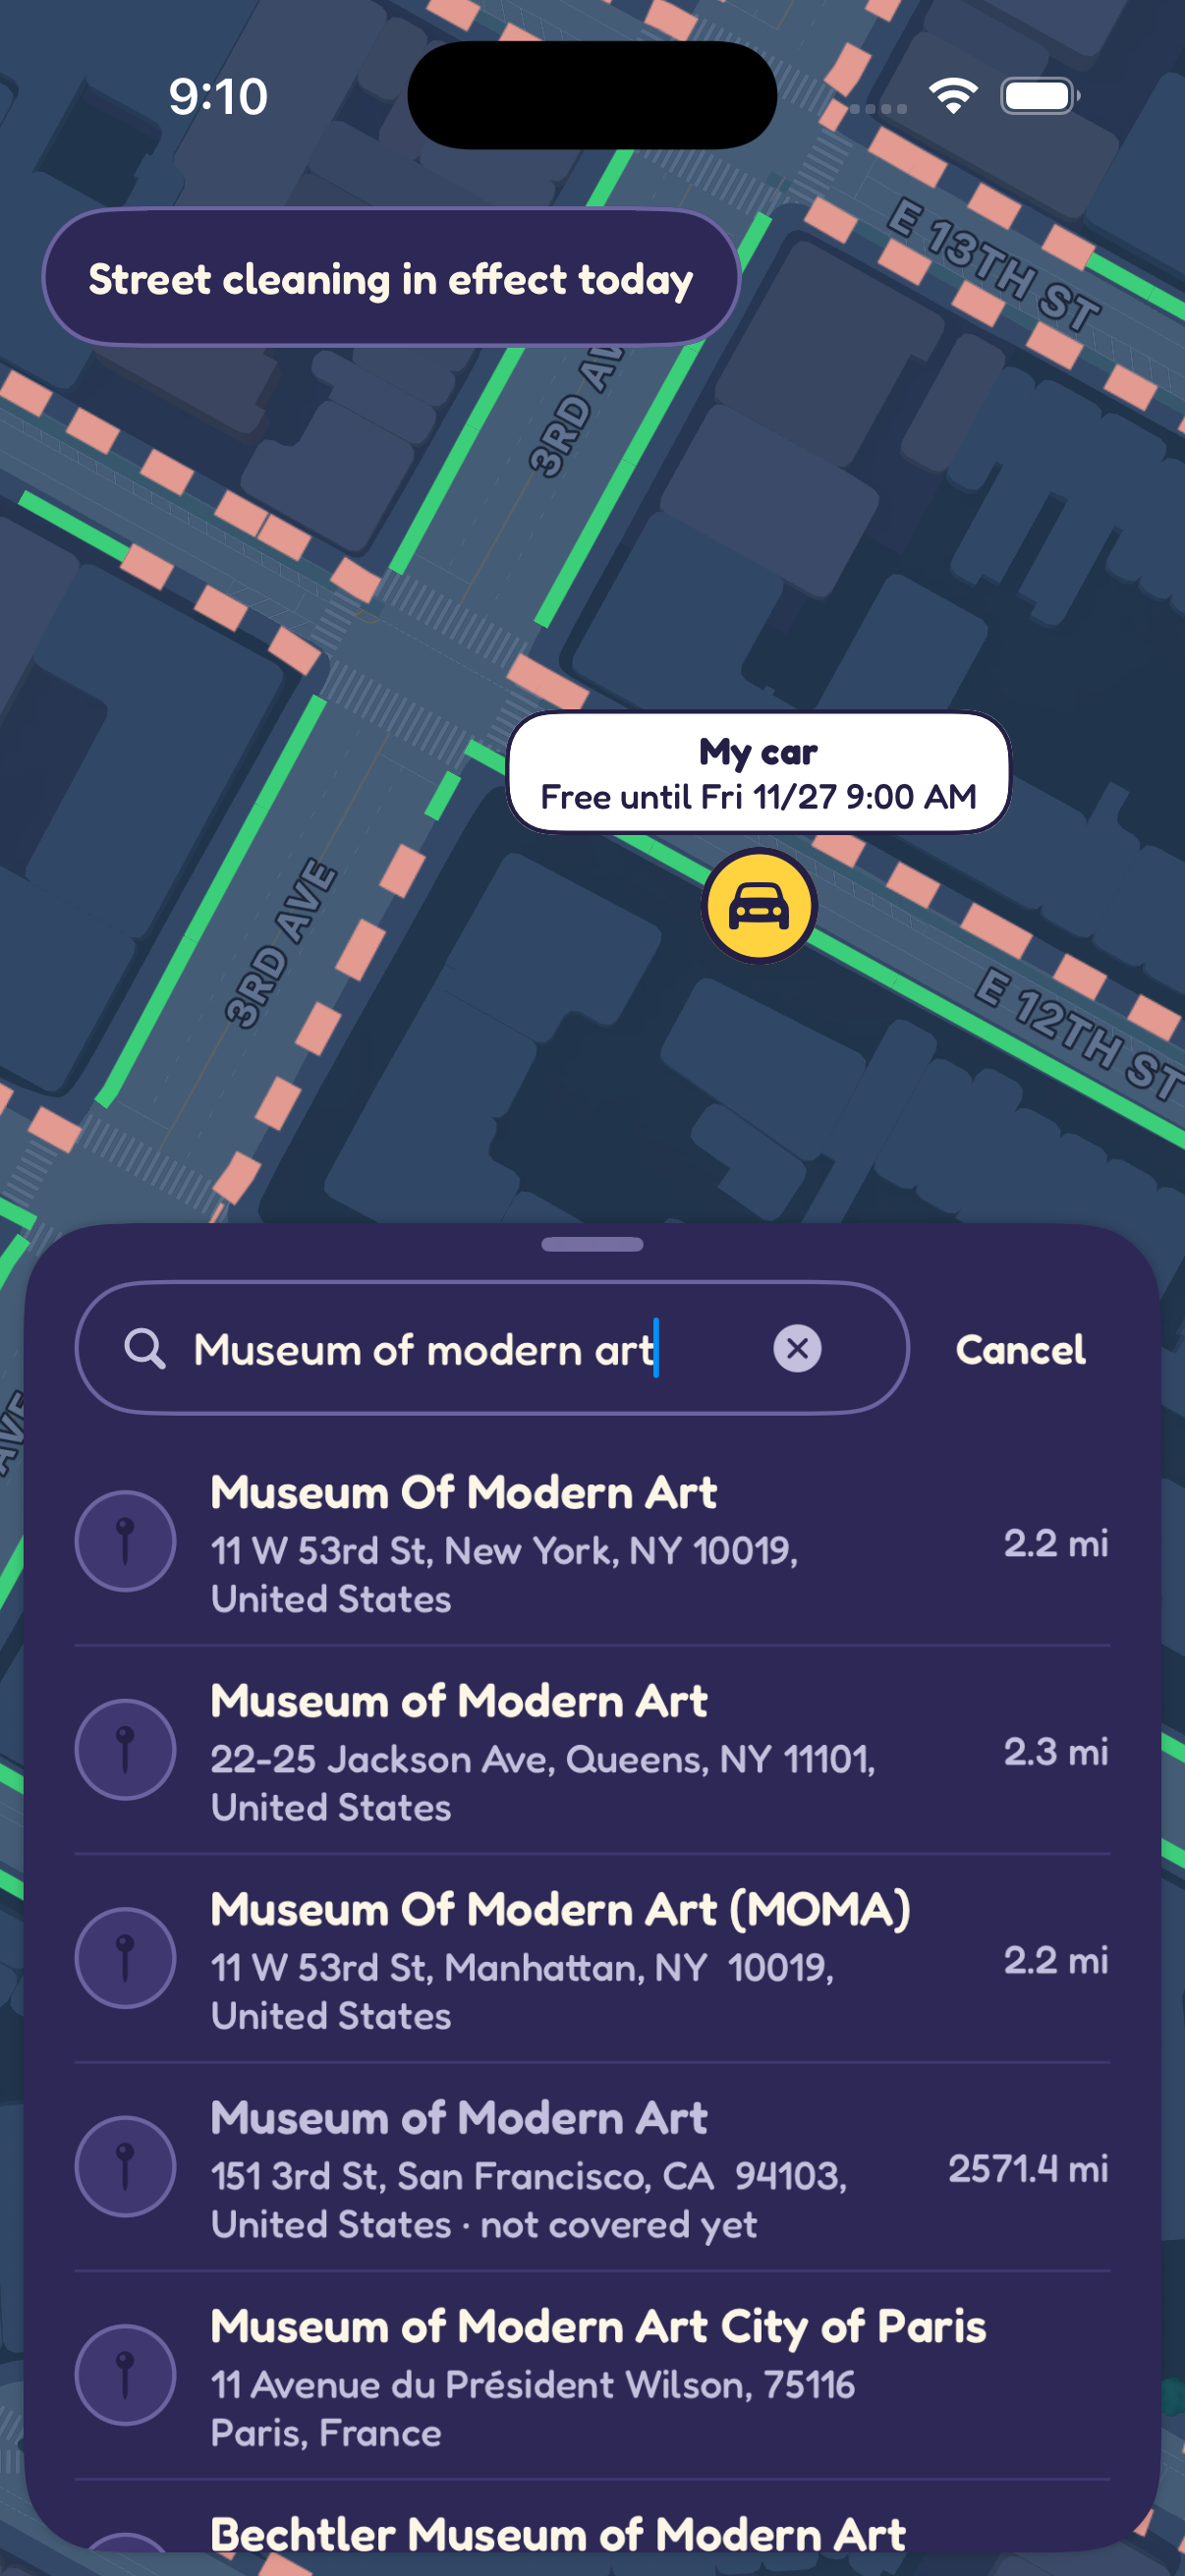 9:10
E 13TH ST
Street cleaning in effect today
3RD AV
My car
Free until Fri 11/27 9:00 AM
3RD AVE
E 12TH ST
Museum of modern art
Cancel
AVE
Museum Of Modern Art
11 W 53rd St, New York, NY 10019,
United States
2.2 mi
Museum of Modern Art
22-25 Jackson Ave, Queens, NY 11101,
United States
2.3 mi
Museum Of Modern Art (MOMA)
11 W 53rd St, Manhattan, NY  10019,
United States
2.2 mi
Museum of Modern Art
151 3rd St, San Francisco, CA  94103,
United States · not covered yet
2571.4 mi
Museum of Modern Art City of Paris
11 Avenue du Président Wilson, 75116
Paris, France
Bechtler Museum of Modern Art